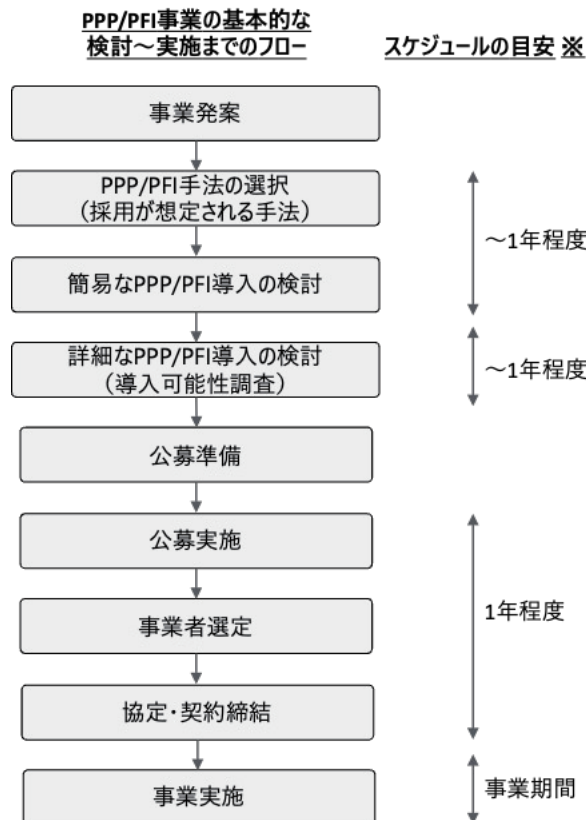 PPP/PFI事業の基本的な
検討～実施までのフロー
スケジュールの目安 ※
事業発案
PPP/PFI手法の選択
（採用が想定される手法）
簡易なPPP/PFI導入の検討
～1年程度
詳細なPPP/PFI導入の検討
（導入可能性調査）
～1年程度
公募準備
公募実施
事業者選定
協定・契約締結
1年程度
事業実施
事業期間